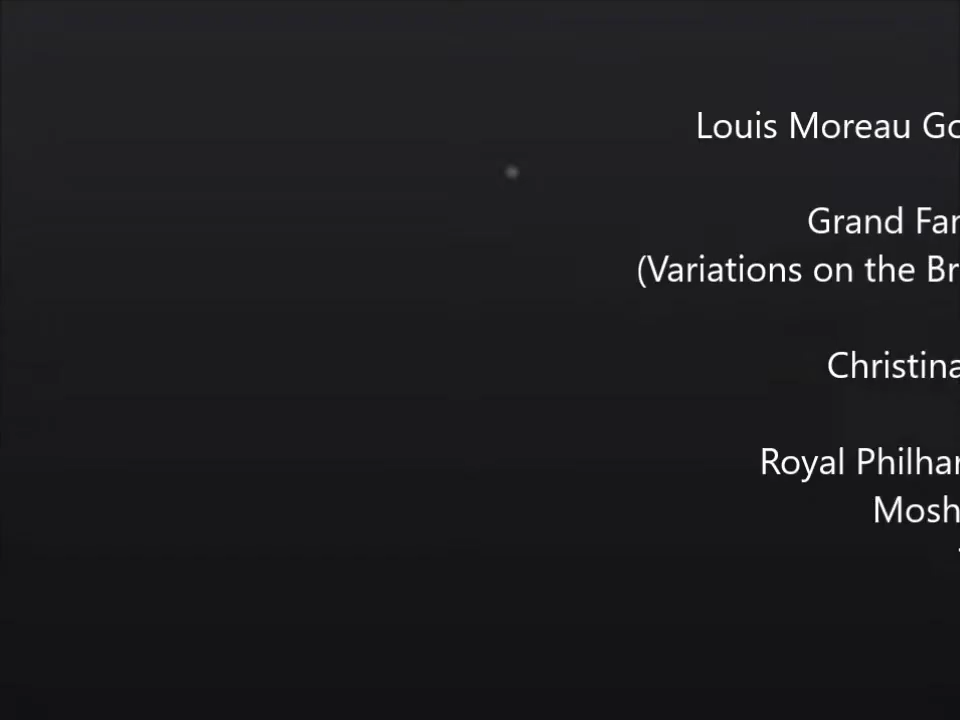 Louis Moreau Go
Grand Fan
(Variations on the Br
Christina
Royal Philhar
Mosh